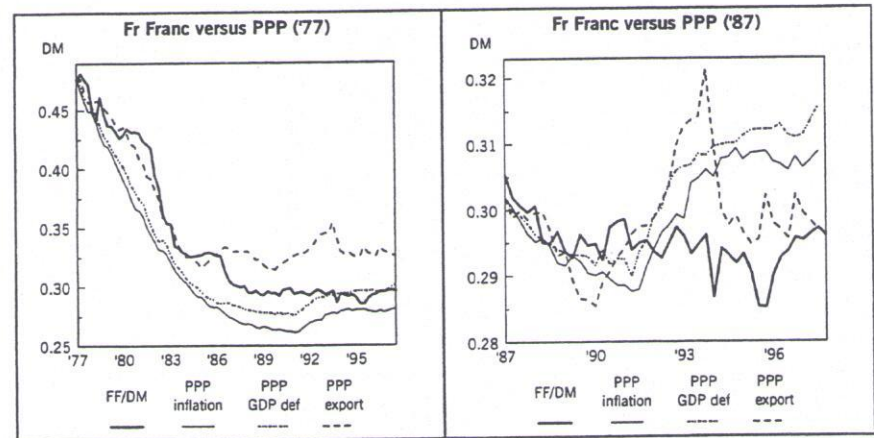 Fr Franc versus PPP ('77)
DM
0.45
0.40
0.35
0.30
0.25
'77 '80 '83 '86 '89 '92 '95
FF/DM PPP inflation PPP GDP def PPP export
Fr Franc versus PPP ('87)
DM
0.32
0.31
0.30
0.29
0.28
'87 '90 '93 '96
FF/DM PPP inflation PPP GDP def PPP export